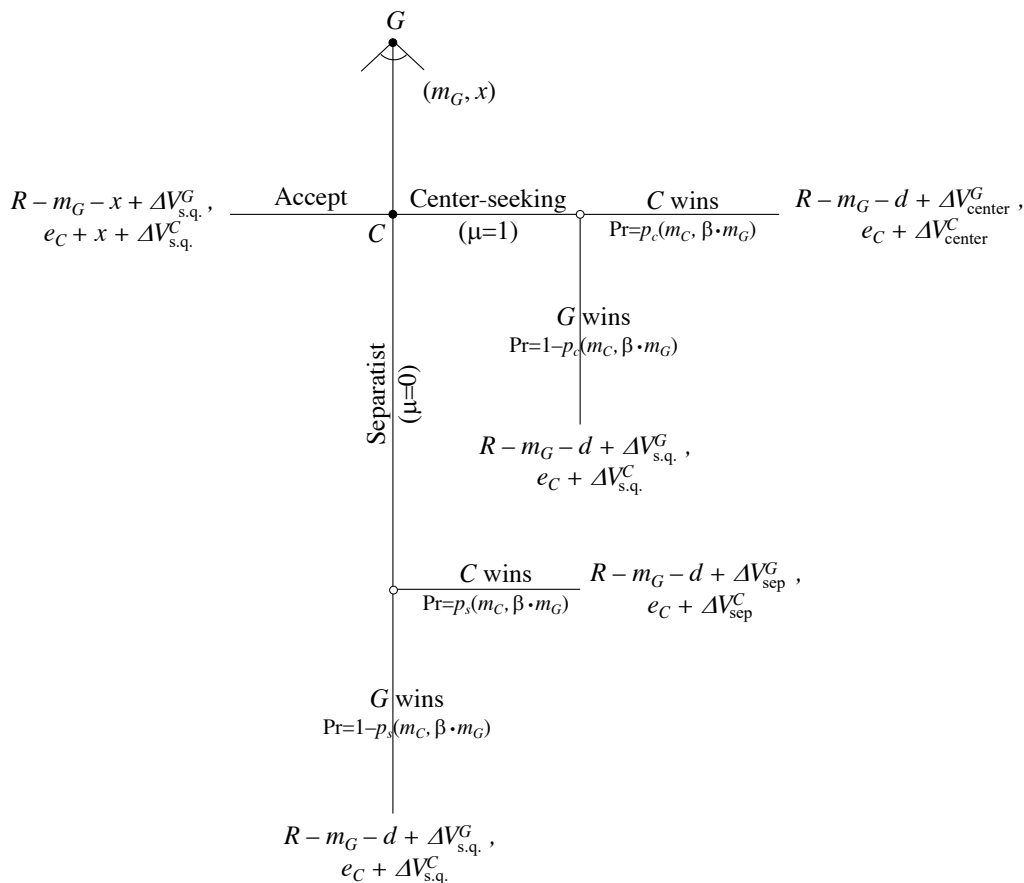 G
(m_G, x)
Accept
Center-seeking
C wins
R – m_G – x + ΔV^G_s.q. ,
e_C + x + ΔV^C_s.q.
C
(μ=1)
Pr=p_c(m_C, β•m_G)
R – m_G – d + ΔV^G_center ,
e_C + ΔV^C_center
G wins
Pr=1–p_c(m_C, β•m_G)
Separatist
(μ=0)
R – m_G – d + ΔV^G_s.q. ,
e_C + ΔV^C_s.q.
C wins
Pr=p_s(m_C, β•m_G)
R – m_G – d + ΔV^G_sep ,
e_C + ΔV^C_sep
G wins
Pr=1–p_s(m_C, β•m_G)
R – m_G – d + ΔV^G_s.q. ,
e_C + ΔV^C_s.q.